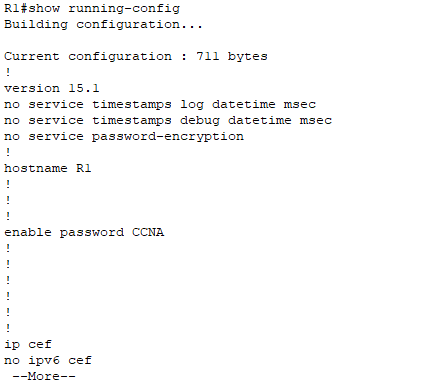 R1#show running-config
Building configuration...
Current configuration : 711 bytes
!
version 15.1
no service timestamps log datetime msec
no service timestamps debug datetime msec
no service password-encryption
!
hostname R1
!
!
!
enable password CCNA
!
!
!
!
!
!
ip cef
no ipv6 cef
--More--